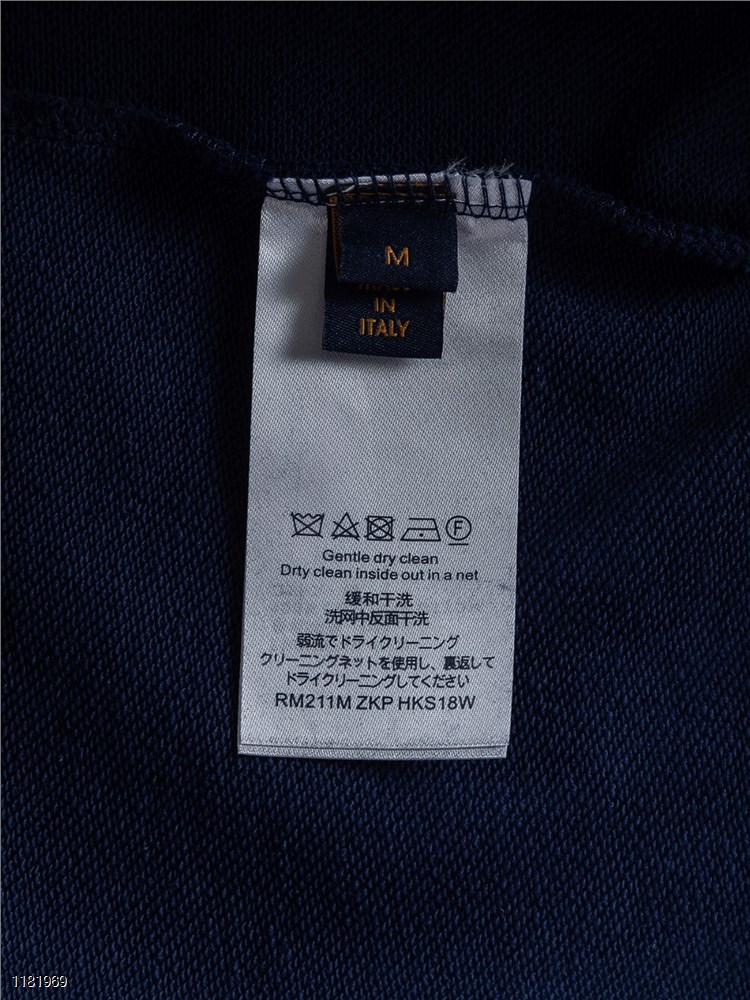 M
IN
ITALY
F
Gentle dry clean
Drty clean inside out in a net
缓和干洗
洗网中反面干洗
弱流でドライクリーニング
クリーニングネットを使用し、裏返して
ドライクリーニングしてください
RM211M ZKP HKS18W
1181969